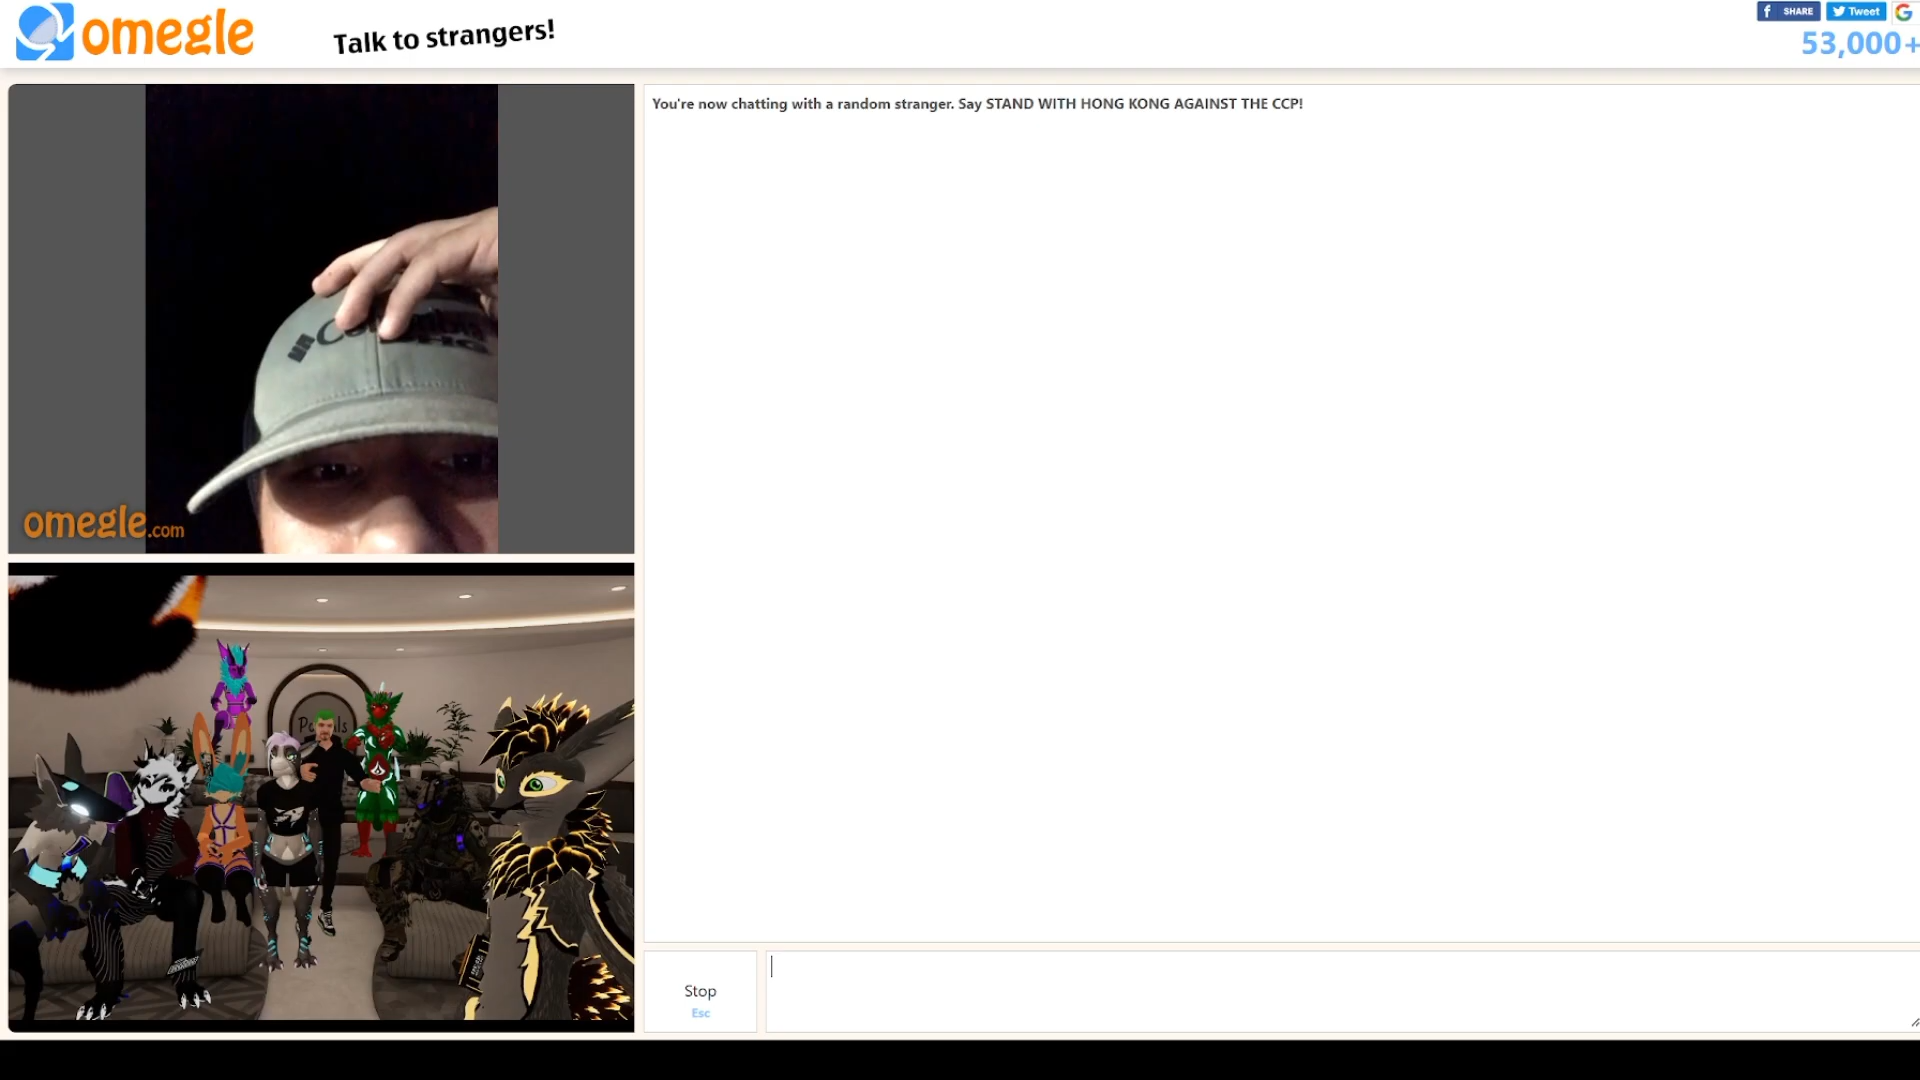 omegle
Talk to strangers!
f SHARE
Tweet
G
53,000+
You're now chatting with a random stranger. Say STAND WITH HONG KONG AGAINST THE CCP!
omegle.com
Stop
Esc